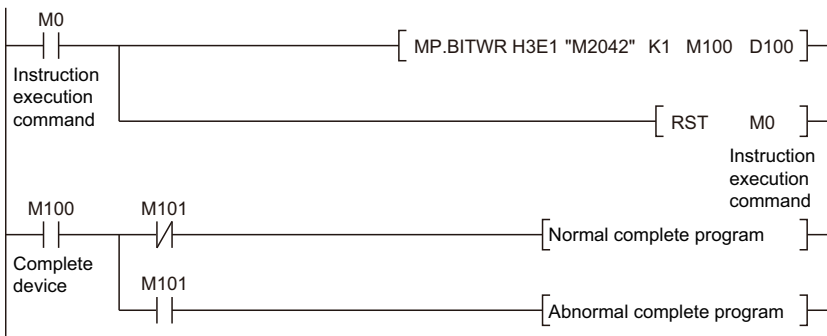 M0
MP.BITWR H3E1 "M2042" K1 M100 D100
Instruction
execution
command
RST M0
Instruction
execution
command
M100 M101
Normal complete program
Complete
device
M101
Abnormal complete program